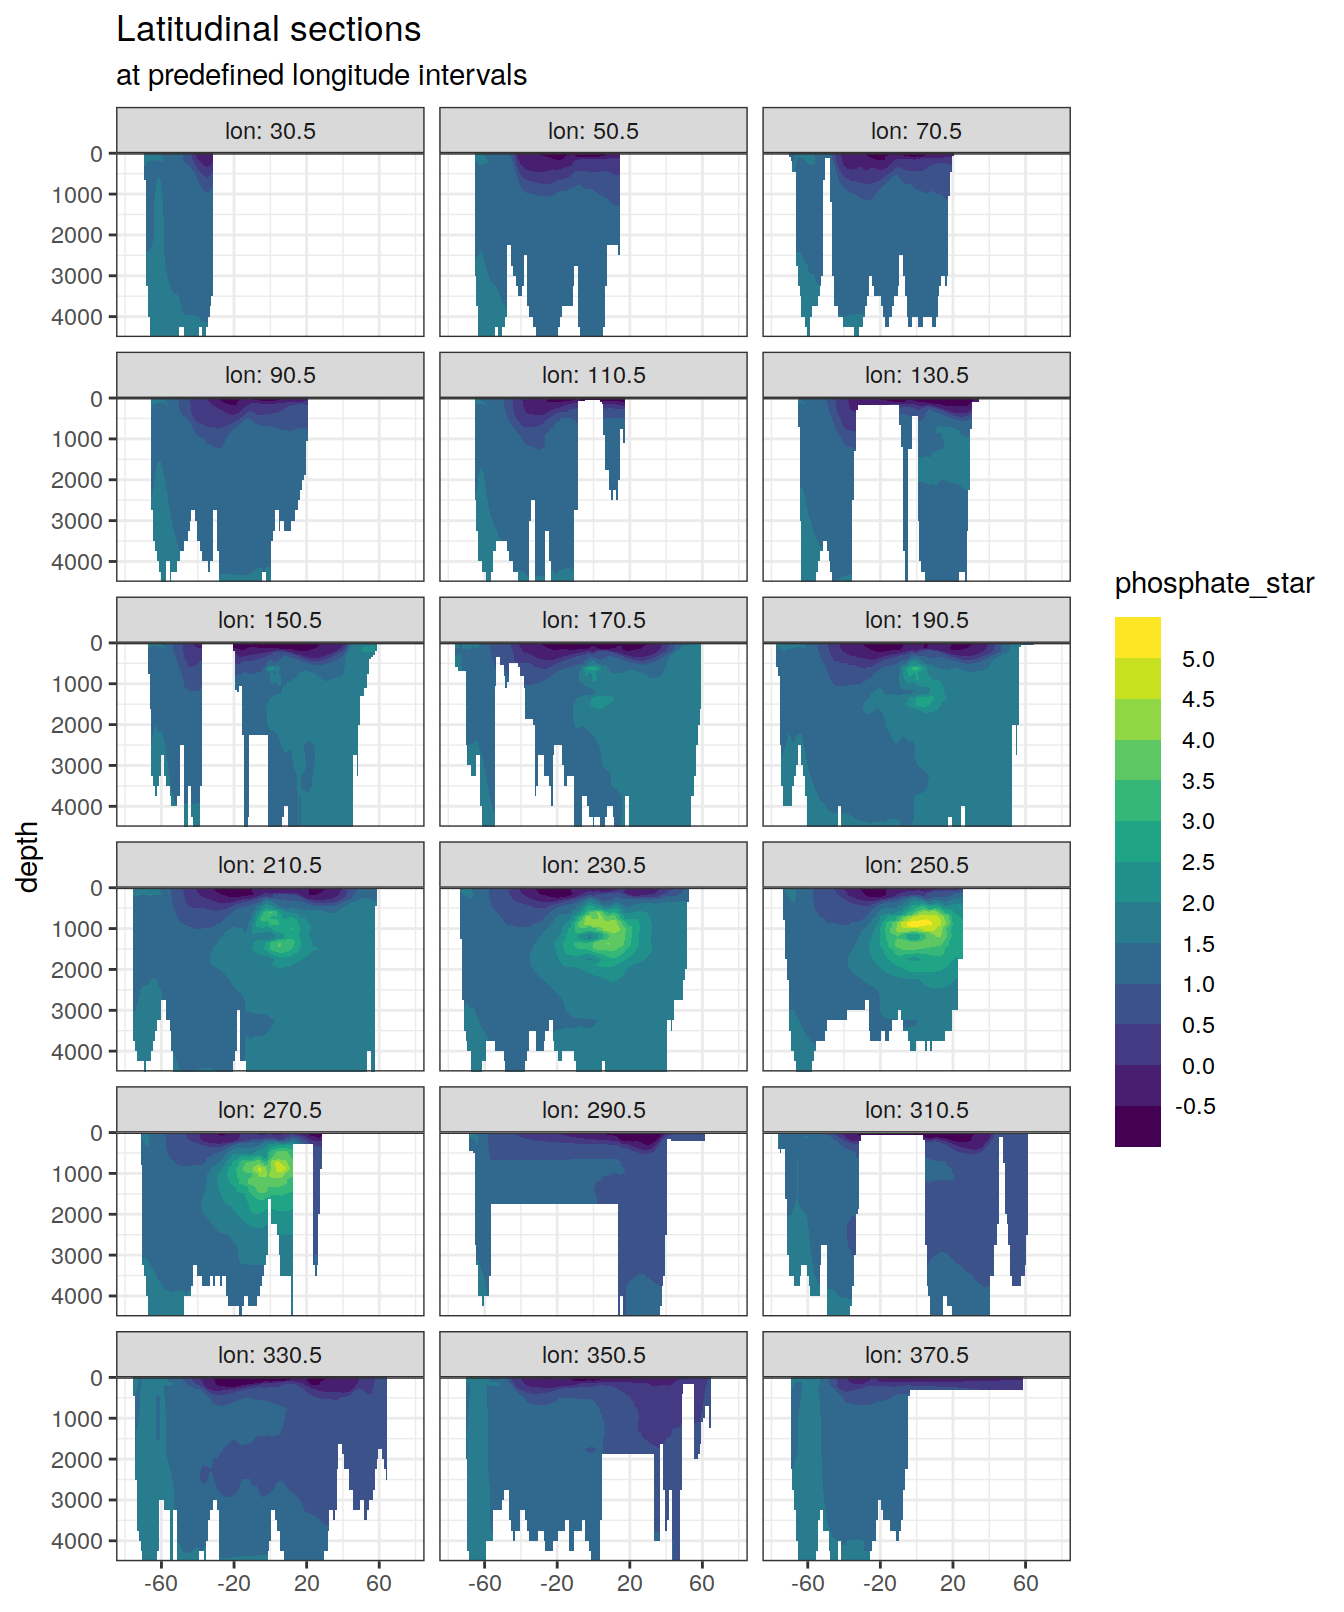 Latitudinal sections
at predefined longitude intervals
lon: 30.5
lon: 50.5
lon: 70.5
0
1000
2000
3000
4000
lon: 90.5
lon: 110.5
lon: 130.5
0
1000
2000
3000
4000
lon: 150.5
lon: 170.5
lon: 190.5
0
1000
2000
3000
4000
lon: 210.5
lon: 230.5
lon: 250.5
0
1000
2000
3000
4000
lon: 270.5
lon: 290.5
lon: 310.5
0
1000
2000
3000
4000
lon: 330.5
lon: 350.5
lon: 370.5
0
1000
2000
3000
4000
-60 -20 20 60
-60 -20 20 60
-60 -20 20 60
depth
phosphate_star
5.0
4.5
4.0
3.5
3.0
2.5
2.0
1.5
1.0
0.5
0.0
-0.5